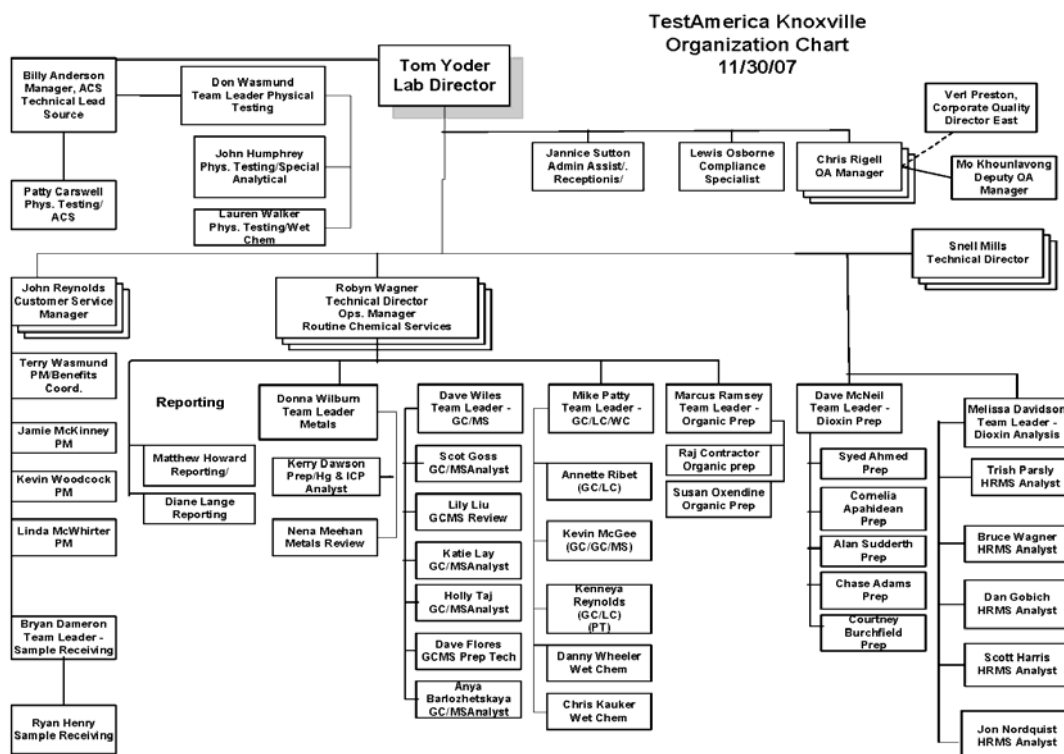 TestAmerica Knoxville
Organization Chart
11/30/07
Tom Yoder
Lab Director
Billy Anderson
Manager, ACS
Technical Lead
Source
Don Wasmund
Team Leader Physical
Testing
John Humphrey
Phys. Testing/Special
Analytical
Lauren Walker
Phys. Testing/Wet
Chem
Patty Carswell
Phys. Testing/
ACS
Jannice Sutton
Admin Assist/.
Receptionis/
Lewis Osborne
Compliance
Specialist
Chris Rigell
QA Manager
Verl Preston,
Corporate Quality
Director East
Mo Khounlavong
Deputy QA
Manager
Snell Mills
Technical Director
John Reynolds
Customer Service
Manager
Terry Wasmund
PM/Benefits
Coord.
Jamie McKinney
PM
Kevin Woodcock
PM
Linda McWhirter
PM
Bryan Dameron
Team Leader -
Sample Receiving
Ryan Henry
Sample Receiving
Robyn Wagner
Technical Director
Ops. Manager
Routine Chemical Services
Reporting
Matthew Howard
Reporting/
Diane Lange
Reporting
Donna Wilburn
Team Leader
Metals
Kerry Dawson
Prep/Hg & ICP
Analyst
Nena Meehan
Metals Review
Dave Wiles
Team Leader -
GC/MS
Scot Goss
GC/MSAnalyst
Lily Liu
GCMS Review
Katie Lay
GC/MSAnalyst
Holly Taj
GC/MSAnalyst
Dave Flores
GCMS Prep Tech
Anya
Barlozhetskaya
GC/MSAnalyst
Mike Patty
Team Leader -
GC/LC/WC
Annette Ribet
(GC/LC)
Kevin McGee
(GC/GC/MS)
Kenneya
Reynolds
(GC/LC)
(PT)
Danny Wheeler
Wet Chem
Chris Kauker
Wet Chem
Marcus Ramsey
Team Leader -
Organic Prep
Raj Contractor
Organic prep
Susan Oxendine
Organic Prep
Dave McNeil
Team Leader -
Dioxin Prep
Syed Ahmed
Prep
Cornelia
Apahidean
Prep
Alan Sudderth
Prep
Chase Adams
Prep
Courtney
Burchfield
Prep
Melissa Davidson
Team Leader -
Dioxin Analysis
Trish Parsly
HRMS Analyst
Bruce Wagner
HRMS Analyst
Dan Gobich
HRMS Analyst
Scott Harris
HRMS Analyst
Jon Nordquist
HRMS Analyst